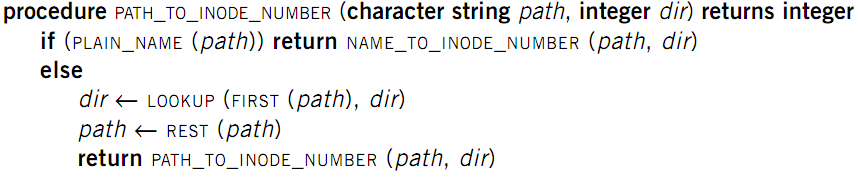 procedure PATH_TO_INODE_NUMBER (character string path, integer dir) returns integer
if (PLAIN_NAME (path)) return NAME_TO_INODE_NUMBER (path, dir)
else
dir ← LOOKUP (FIRST (path), dir)
path ← REST (path)
return PATH_TO_INODE_NUMBER (path, dir)